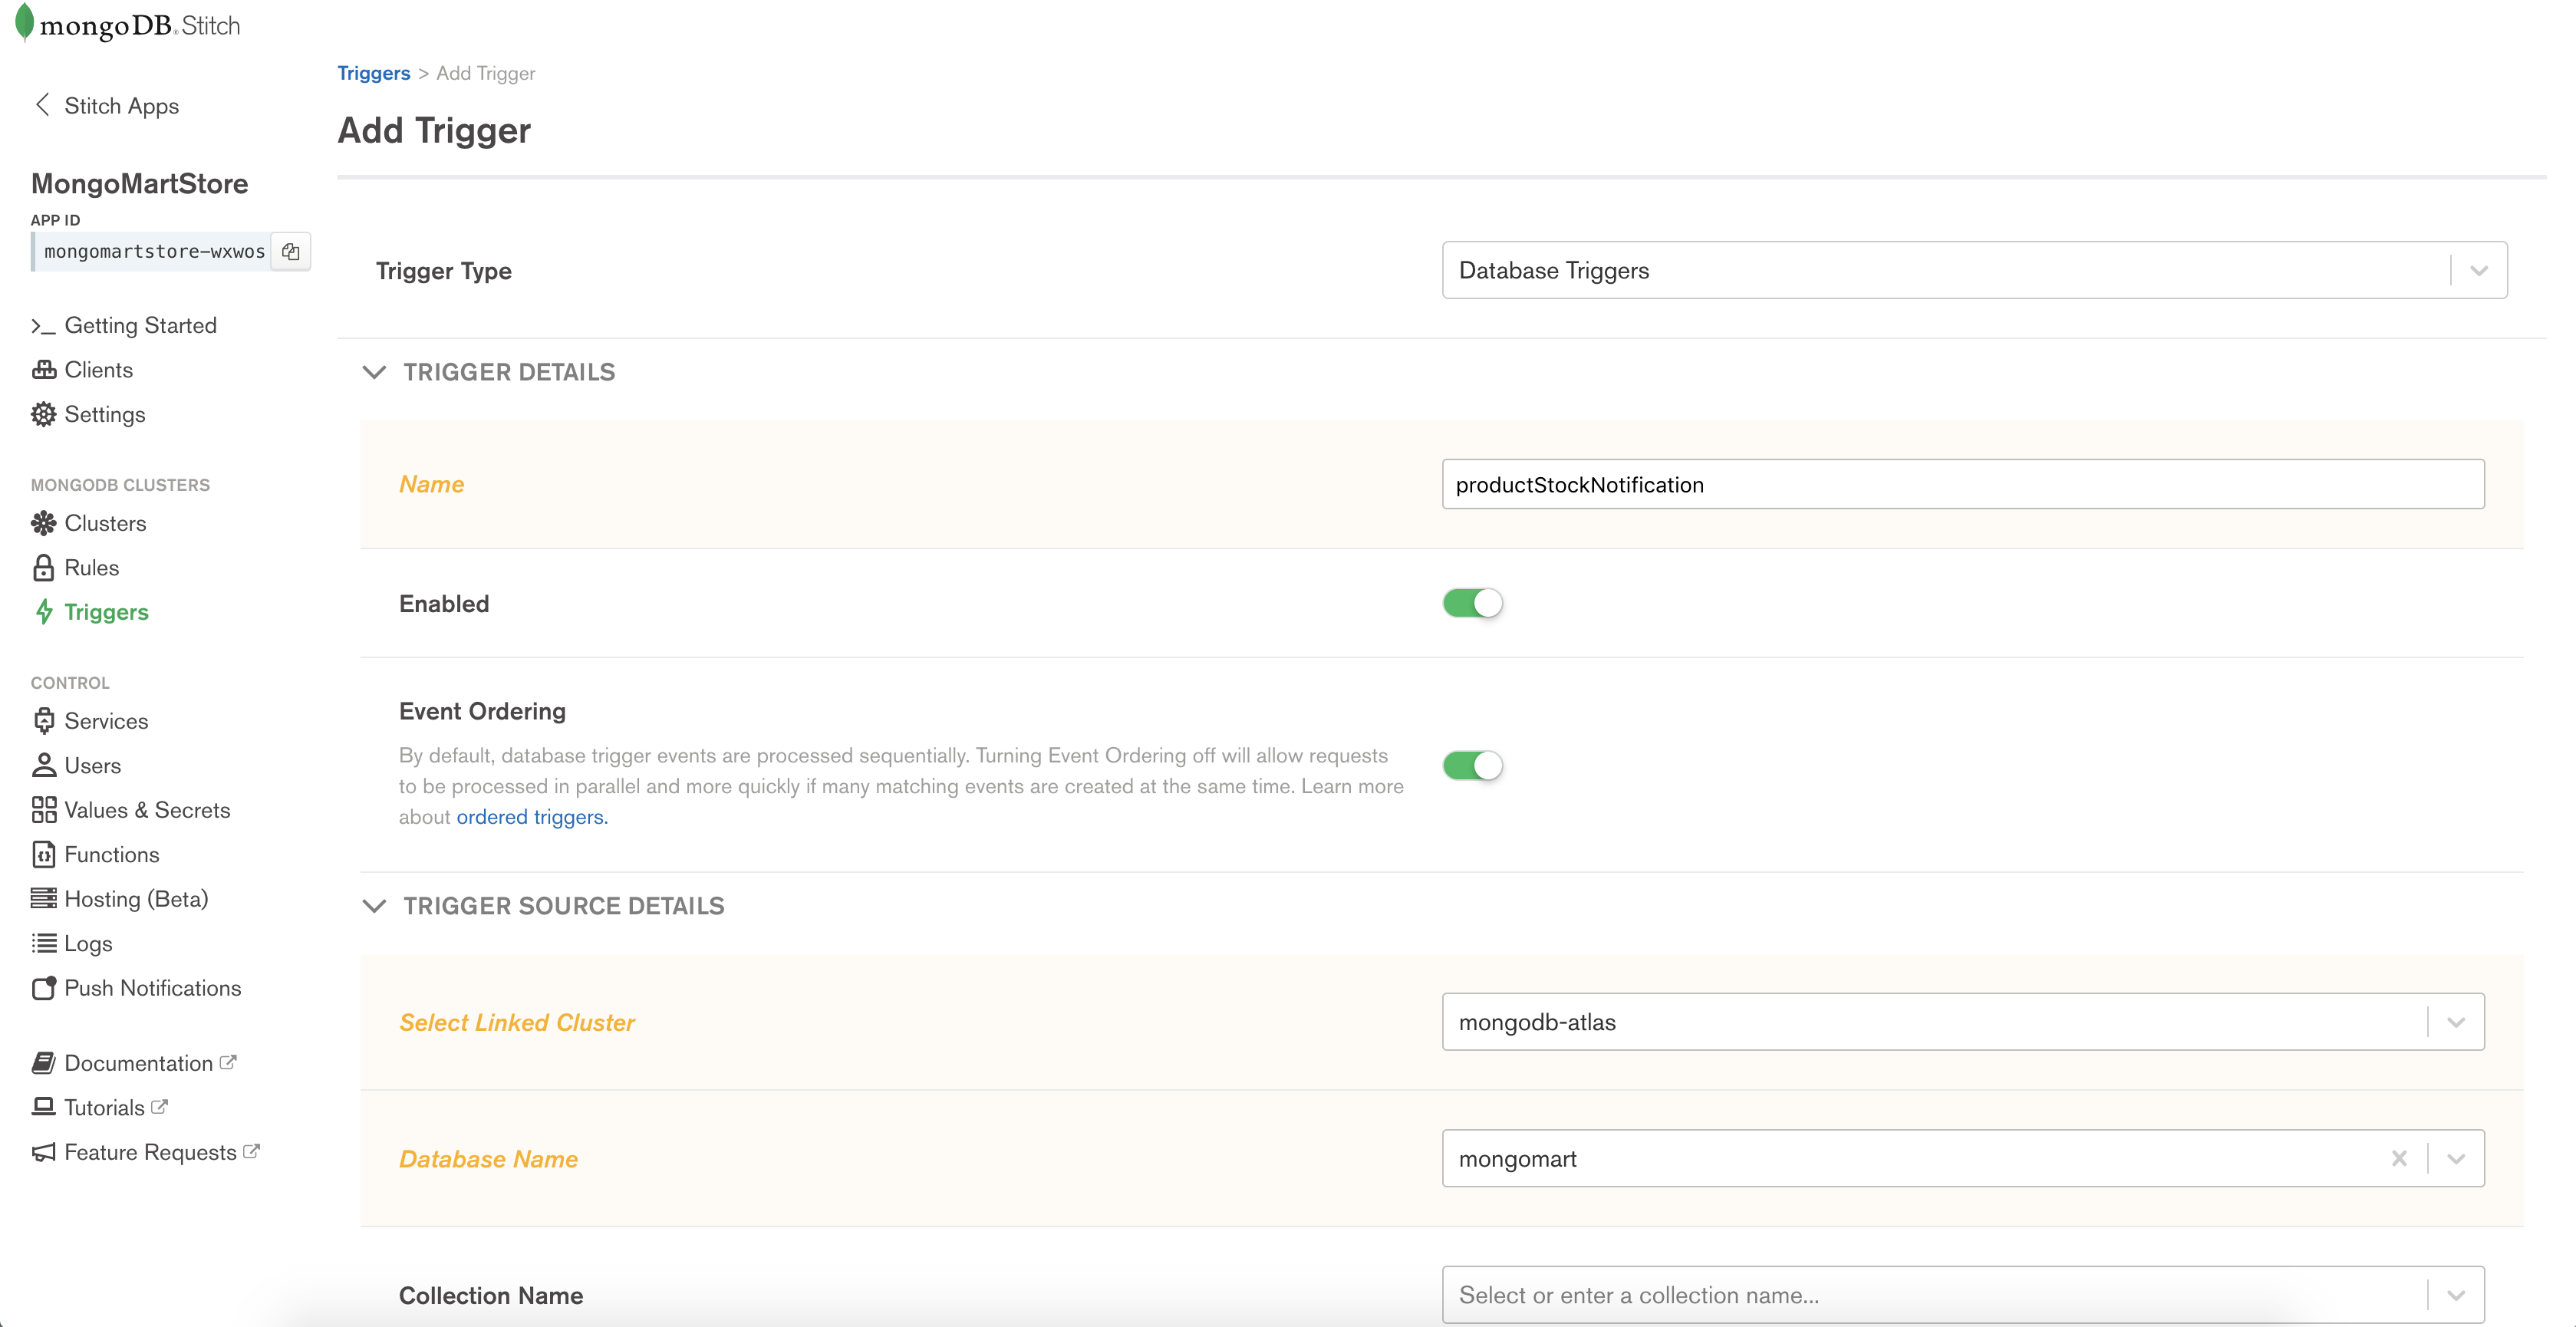 mongoDB® Stitch
Stitch Apps
MongoMartStore
APP ID
mongomartstore-wxwos
Getting Started
Clients
Settings
MONGODB CLUSTERS
Clusters
Rules
Triggers
CONTROL
Services
Users
Values & Secrets
Functions
Hosting (Beta)
Logs
Push Notifications
Documentation
Tutorials
Feature Requests
Triggers > Add Trigger
Add Trigger
Trigger Type
Database Triggers
TRIGGER DETAILS
Name
productStockNotification
Enabled
Event Ordering
By default, database trigger events are processed sequentially. Turning Event Ordering off will allow requests
to be processed in parallel and more quickly if many matching events are created at the same time. Learn more
about ordered triggers.
TRIGGER SOURCE DETAILS
Select Linked Cluster
mongodb-atlas
Database Name
mongomart
Collection Name
Select or enter a collection name...